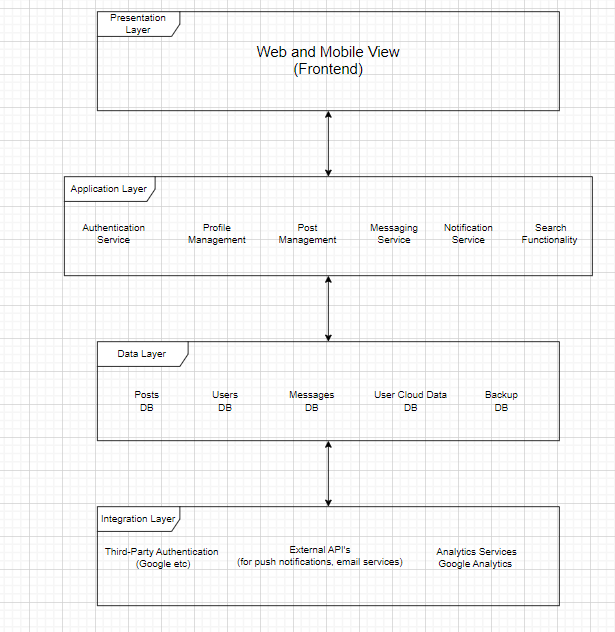 Presentation
Layer
Web and Mobile View
(Frontend)
Application Layer
Authentication
Service
Profile
Management
Post
Management
Messaging
Service
Notification
Service
Search
Functionality
Data Layer
Posts
DB
Users
DB
Messages
DB
User Cloud Data
DB
Backup
DB
Integration Layer
Third-Party Authentication
(Google etc)
External API's
(for push notifications, email services)
Analytics Services
Google Analytics